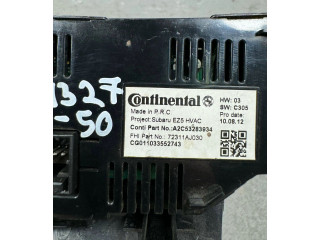 1327
-50
Continental
Made in P.R.C.
Project:Subaru EZ5 HVAC
Conti Part No.:A2C53283934
FHI Part No.: 72311AJ030
CG011033552743
HW: 03
SW: C305
Pro date:
10.08.12